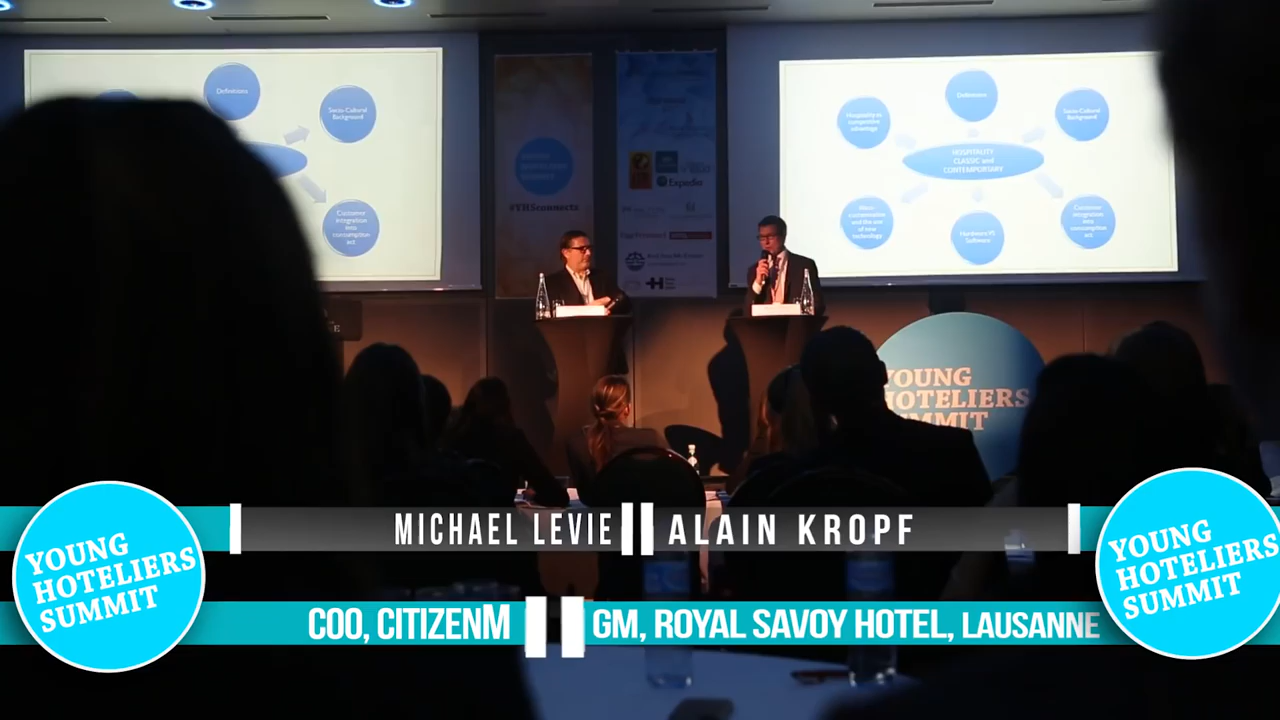 Definitions
Socio-Cultural
Background
Customer
integration
into
consumption
act
#YHSconnects
Expedia
Definitions
Hospitality as
competitive
advantage
Socio-Cultural
Background
HOSPITALITY
CLASSIC and
CONTEMPORARY
and the use
of new
technology
Hardware VS
Software
Customer
integration
into
consumption
act
YOUNG
HOTELIERS
SUMMIT
MICHAEL LEVIE
ALAIN KROPF
YOUNG
HOTELIERS
SUMMIT
COO, CITIZENM
GM, ROYAL SAVOY HOTEL, LAUSANNE
YOUNG
HOTELIERS
SUMMIT